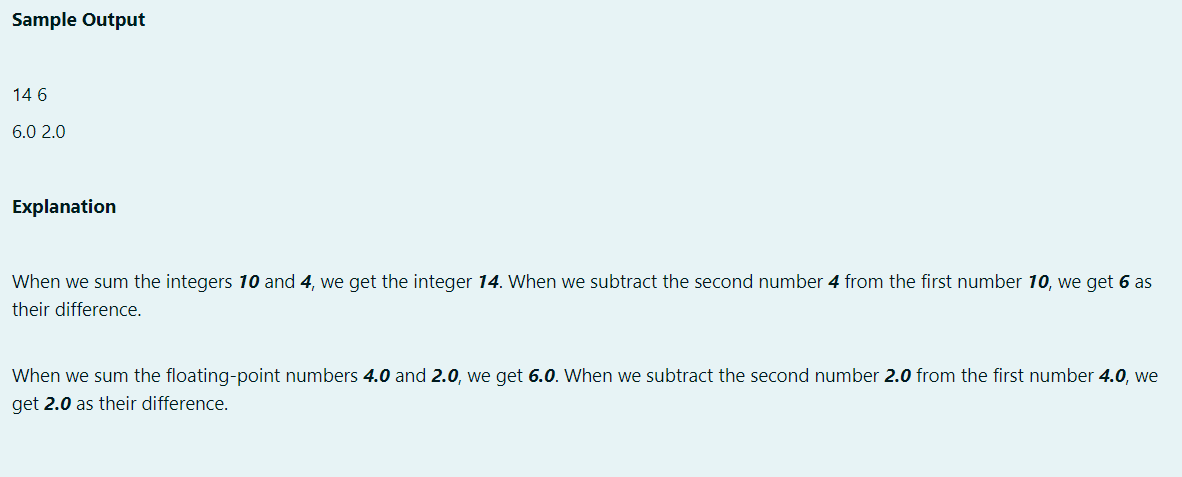 Sample Output
14 6
6.0 2.0
Explanation
When we sum the integers 10 and 4, we get the integer 14. When we subtract the second number 4 from the first number 10, we get 6 as
their difference.
When we sum the floating-point numbers 4.0 and 2.0, we get 6.0. When we subtract the second number 2.0 from the first number 4.0, we
get 2.0 as their difference.